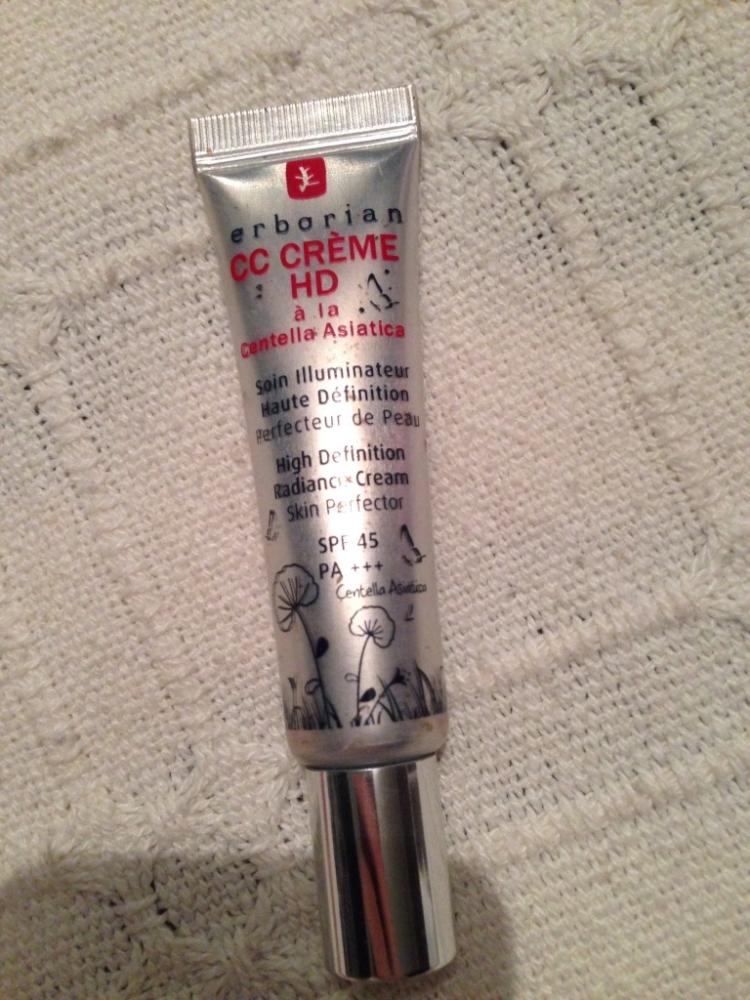 erborian
CC CRÈME
HD
à la
Centella Asiatica
Soin Illuminateur
Haute Définition
Perfecteur de Peau
High Definition
Radiance Cream
Skin Perfector
SPF 45
PA +++
Centella Asiatica